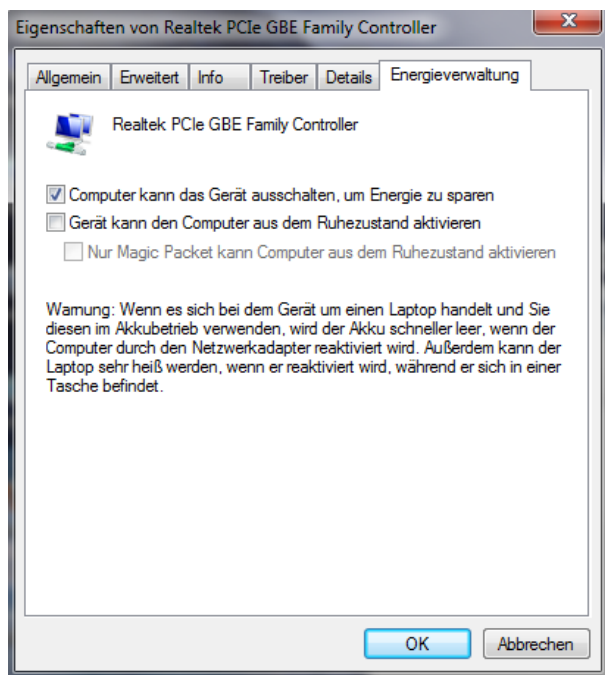 Eigenschaften von Realtek PCIe GBE Family Controller
Allgemein Erweitert Info Treiber Details Energieverwaltung
Realtek PCIe GBE Family Controller
Computer kann das Gerät ausschalten, um Energie zu sparen
Gerät kann den Computer aus dem Ruhezustand aktivieren
Nur Magic Packet kann Computer aus dem Ruhezustand aktivieren
Warnung: Wenn es sich bei dem Gerät um einen Laptop handelt und Sie
diesen im Akkubetrieb verwenden, wird der Akku schneller leer, wenn der
Computer durch den Netzwerkadapter reaktiviert wird. Außerdem kann der
Laptop sehr heiß werden, wenn er reaktiviert wird, während er sich in einer
Tasche befindet.
OK Abbrechen